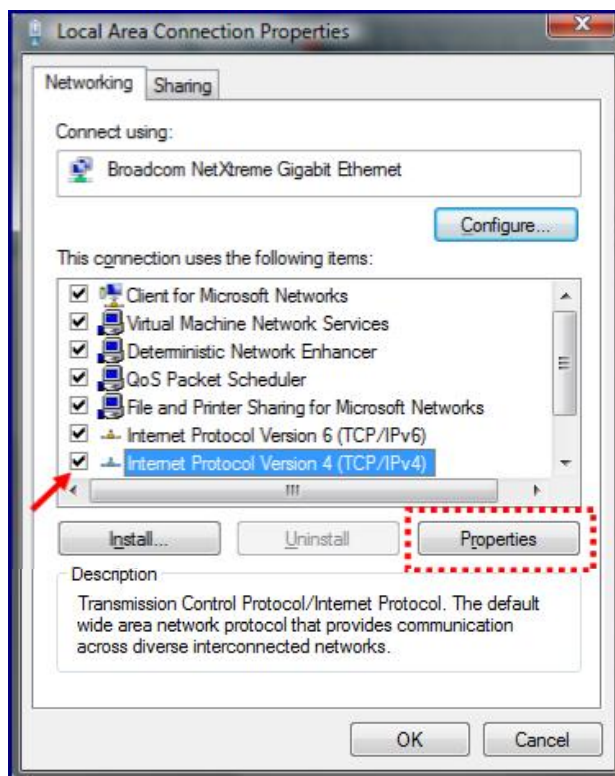 Local Area Connection Properties
Networking
Sharing
Connect using:
Broadcom NetXtreme Gigabit Ethernet
Configure...
This connection uses the following items:
Client for Microsoft Networks
Virtual Machine Network Services
Deterministic Network Enhancer
QoS Packet Scheduler
File and Printer Sharing for Microsoft Networks
Internet Protocol Version 6 (TCP/IPv6)
Internet Protocol Version 4 (TCP/IPv4)
Install...
Uninstall
Properties
Description
Transmission Control Protocol/Internet Protocol. The default
wide area network protocol that provides communication
across diverse interconnected networks.
OK
Cancel